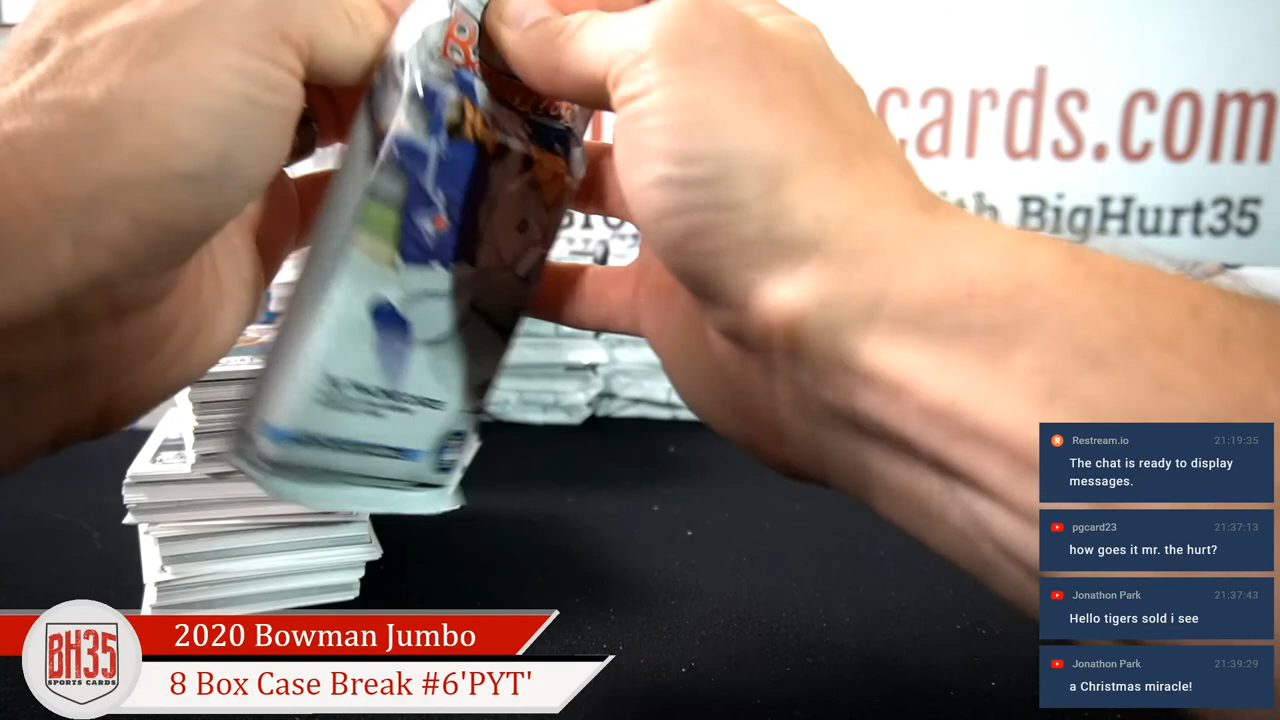 cards.com
with BigHurt35
R Restream.io 21:19:35
The chat is ready to display
messages.
pgcard23 21:37:13
how goes it mr. the hurt?
Jonathon Park 21:37:43
Hello tigers sold i see
Jonathon Park 21:39:29
a Christmas miracle!
BH35
SPORTS CARDS
2020 Bowman Jumbo
8 Box Case Break #6'PYT'